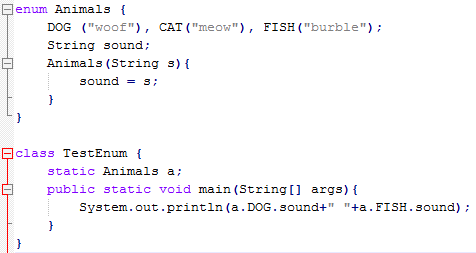 enum Animals {
DOG ("woof"), CAT("meow"), FISH("burble");
String sound;
Animals(String s){
sound = s;
}
}
class TestEnum {
static Animals a;
public static void main(String[] args){
System.out.println(a.DOG.sound+" "+a.FISH.sound);
}
}